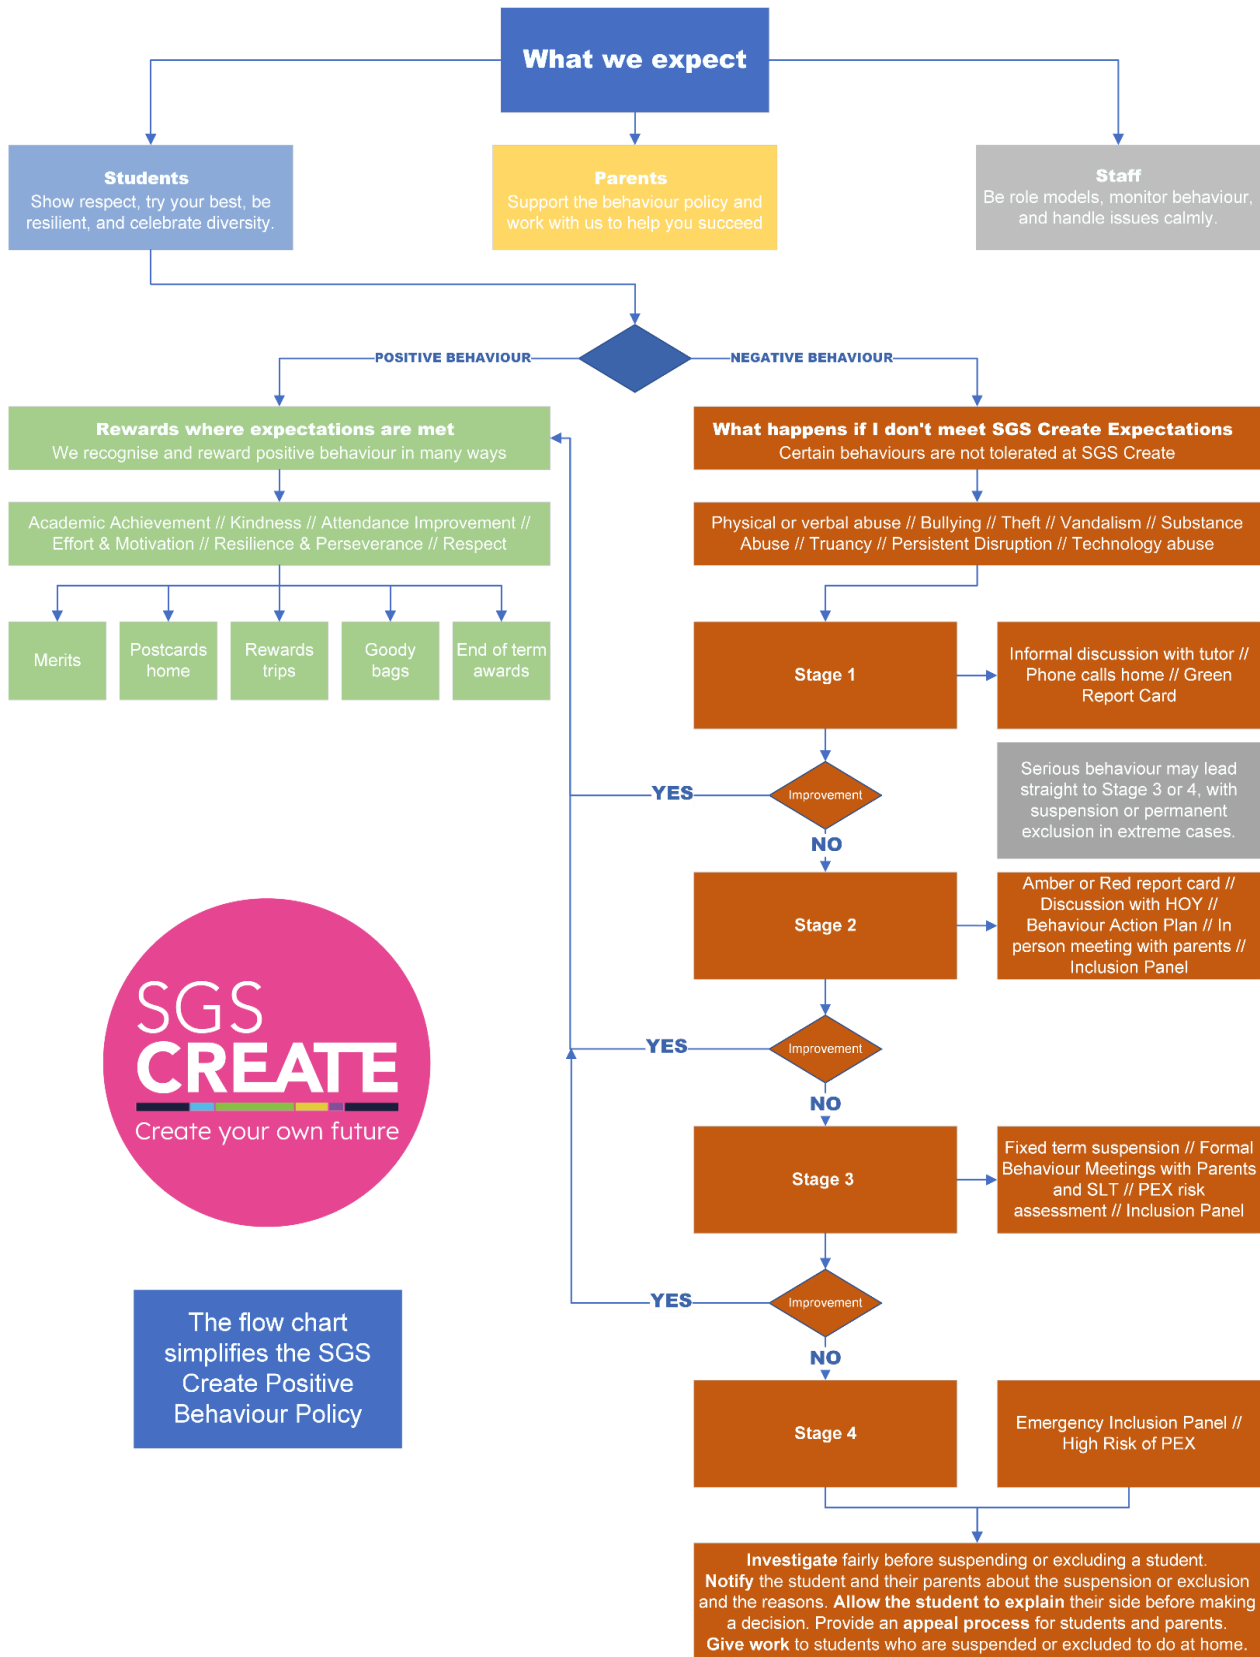 What we expect
Students
Show respect, try your best, be
resilient, and celebrate diversity.
Parents
Support the behaviour policy and
work with us to help you succeed
Staff
Be role models, monitor behaviour,
and handle issues calmly.
POSITIVE BEHAVIOUR
NEGATIVE BEHAVIOUR
Rewards where expectations are met
We recognise and reward positive behaviour in many ways
Academic Achievement // Kindness // Attendance Improvement //
Effort & Motivation // Resilience & Perseverance // Respect
Merits
Postcards
home
Rewards
trips
Goody
bags
End of term
awards
What happens if I don't meet SGS Create Expectations
Certain behaviours are not tolerated at SGS Create
Physical or verbal abuse // Bullying // Theft // Vandalism // Substance
Abuse // Truancy // Persistent Disruption // Technology abuse
Stage 1
Informal discussion with tutor //
Phone calls home // Green
Report Card
Improvement
YES
NO
Serious behaviour may lead
straight to Stage 3 or 4, with
suspension or permanent
exclusion in extreme cases.
Stage 2
Amber or Red report card //
Discussion with HOY //
Behaviour Action Plan // In
person meeting with parents //
Inclusion Panel
Improvement
YES
NO
Stage 3
Fixed term suspension // Formal
Behaviour Meetings with Parents
and SLT // PEX risk
assessment // Inclusion Panel
Improvement
YES
NO
Stage 4
Emergency Inclusion Panel //
High Risk of PEX
Investigate fairly before suspending or excluding a student.
Notify the student and their parents about the suspension or exclusion
and the reasons. Allow the student to explain their side before making
a decision. Provide an appeal process for students and parents.
Give work to students who are suspended or excluded to do at home.
SGS
CREATE
Create your own future
The flow chart
simplifies the SGS
Create Positive
Behaviour Policy